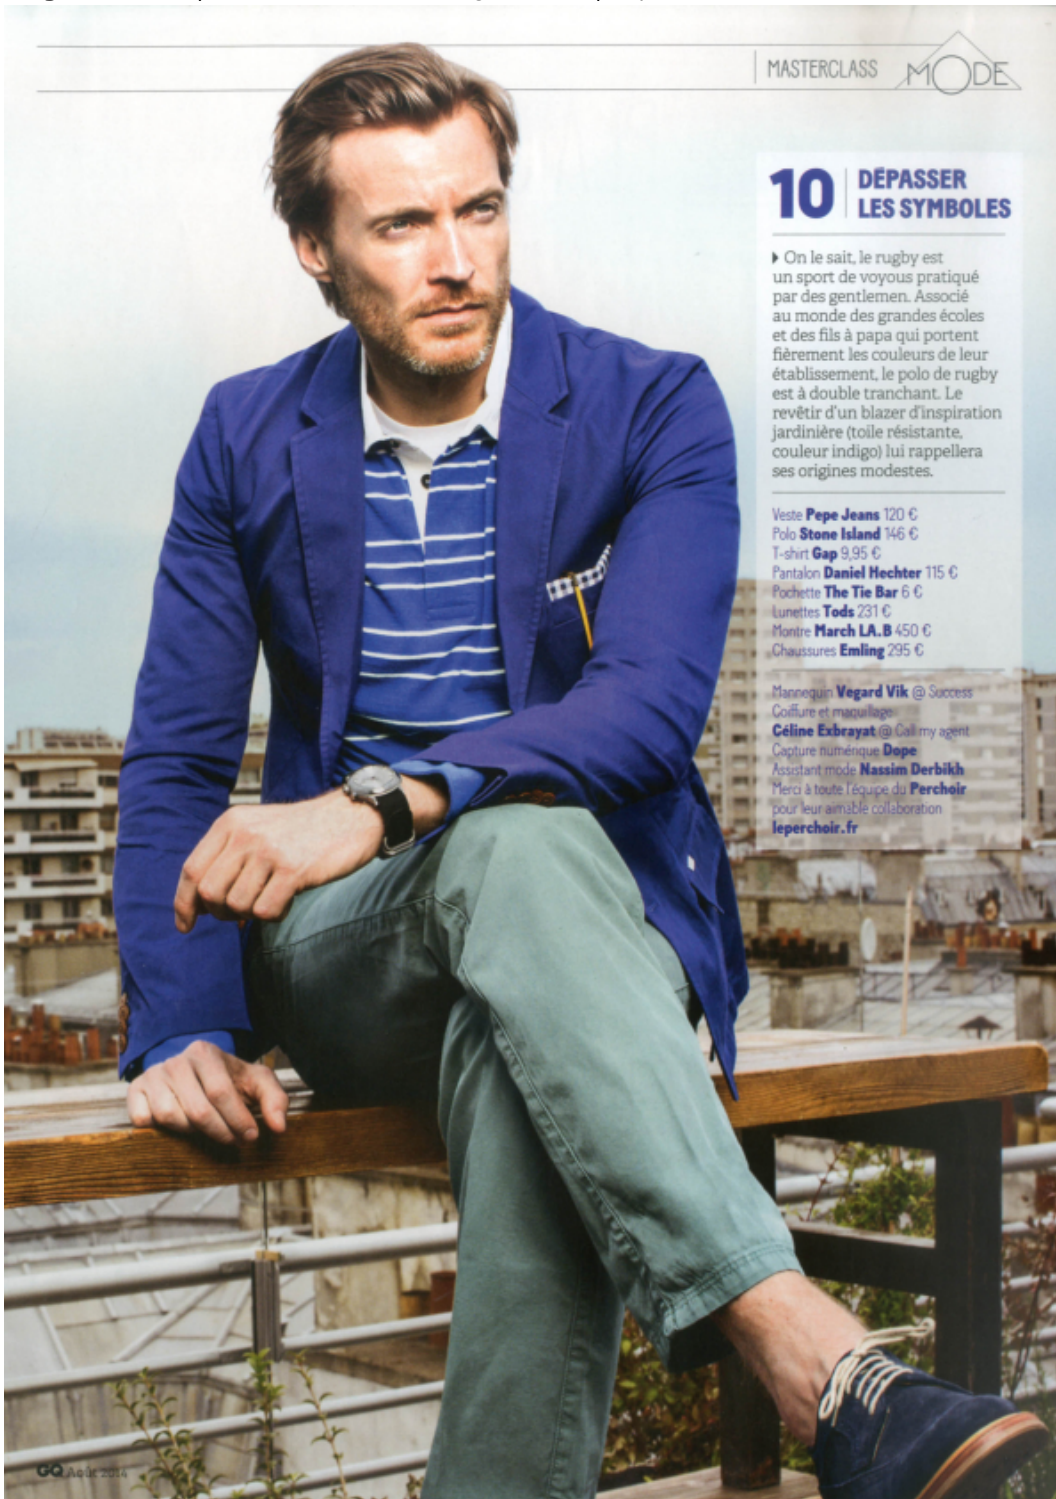 MASTERCLASS MODE
10 DÉPASSER
LES SYMBOLES
On le sait, le rugby est
un sport de voyous pratiqué
par des gentlemen. Associé
au monde des grandes écoles
et des fils à papa qui portent
fièrement les couleurs de leur
établissement, le polo de rugby
est à double tranchant. Le
revêtir d'un blazer d'inspiration
jardinière (toile résistante,
couleur indigo) lui rappellera
ses origines modestes.
Veste Pepe Jeans 120 €
Polo Stone Island 146 €
T-shirt Gap 9,95 €
Pantalon Daniel Hechter 115 €
Pochette The Tie Bar 6 €
Lunettes Tods 231 €
Montre March LA.B 450 €
Chaussures Emling 295 €
Mannequin Vegard Vik @ Success
Coiffure et maquillage
Céline Exbrayat @ Call my agent
Capture numérique Dope
Assistant mode Nassim Derbikh
Merci à toute l'équipe du Perchoir
pour leur aimable collaboration
leperchoir.fr
GQ Août 2014